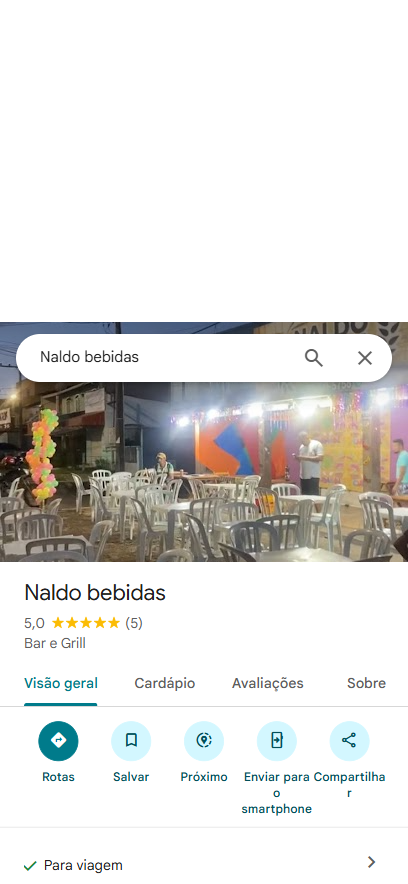 NALDO
Naldo bebidas
Naldo bebidas
5,0 (5)
Bar e Grill
Visão geral Cardápio Avaliações Sobre
Rotas Salvar Próximo Enviar para o smartphone Compartilhar
Para viagem